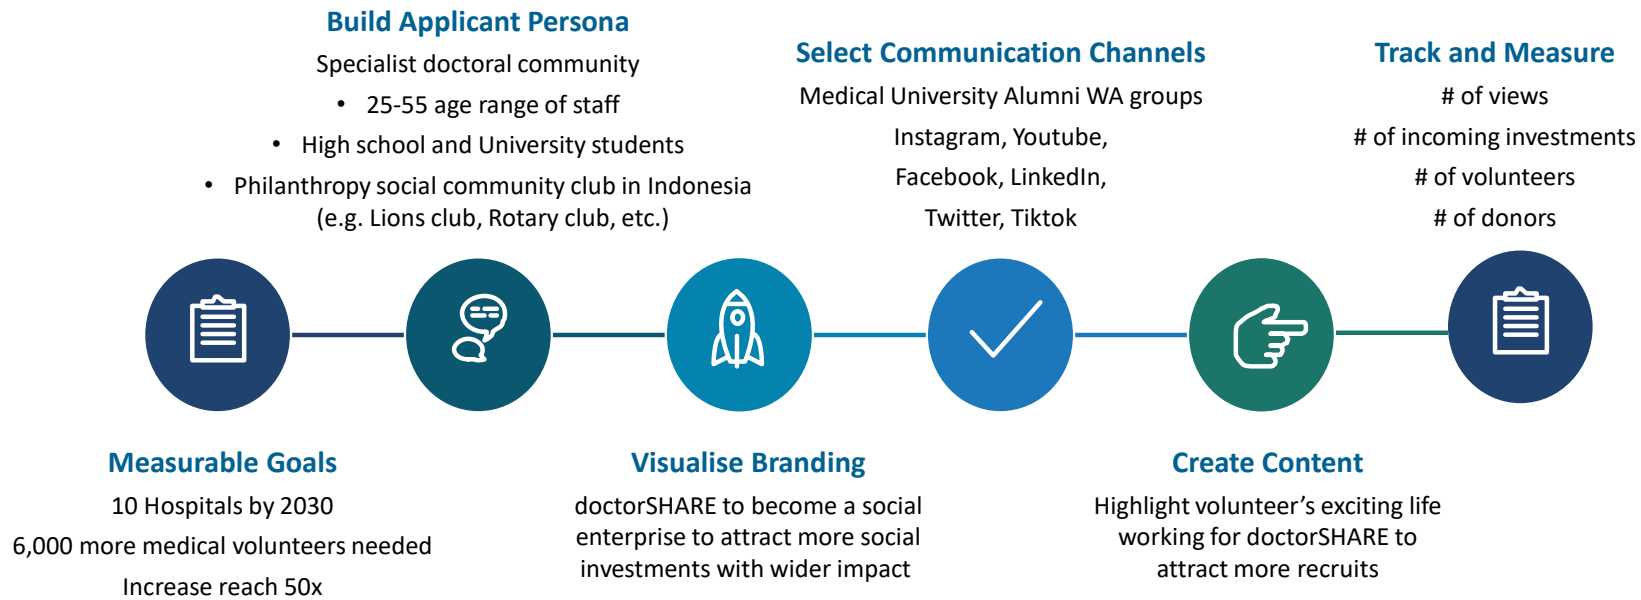 Build Applicant Persona
Specialist doctoral community
• 25-55 age range of staff
• High school and University students
• Philanthropy social community club in Indonesia
(e.g. Lions club, Rotary club, etc.)
Select Communication Channels
Medical University Alumni WA groups
Instagram, Youtube,
Facebook, LinkedIn,
Twitter, Tiktok
Track and Measure
# of views
# of incoming investments
# of volunteers
# of donors
Measurable Goals
10 Hospitals by 2030
6,000 more medical volunteers needed
Increase reach 50x
Visualise Branding
doctorSHARE to become a social
enterprise to attract more social
investments with wider impact
Create Content
Highlight volunteer’s exciting life
working for doctorSHARE to
attract more recruits